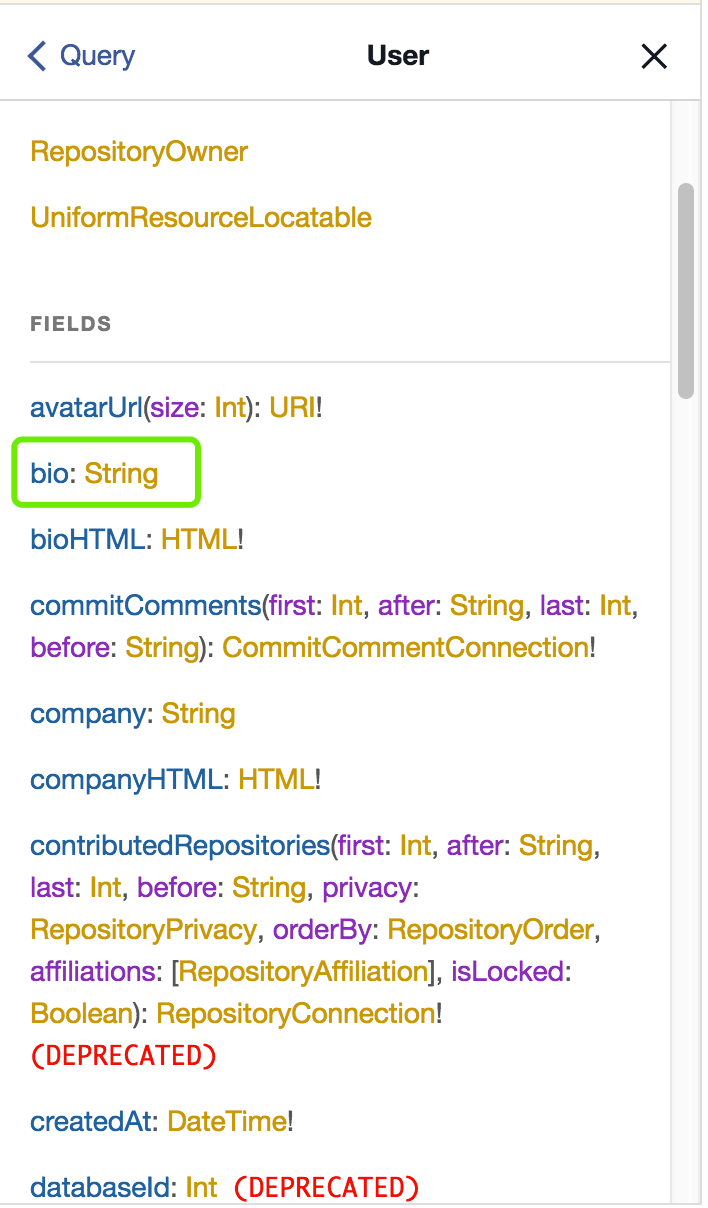 Query
User
RepositoryOwner
UniformResourceLocatable
FIELDS
avatarUrl(size: Int): URI!
bio: String
bioHTML: HTML!
commitComments(first: Int, after: String, last: Int,
before: String): CommitCommentConnection!
company: String
companyHTML: HTML!
contributedRepositories(first: Int, after: String,
last: Int, before: String, privacy:
RepositoryPrivacy, orderBy: RepositoryOrder,
affiliations: [RepositoryAffiliation], isLocked:
Boolean): RepositoryConnection!
(DEPRECATED)
createdAt: DateTime!
databaseId: Int (DEPRECATED)